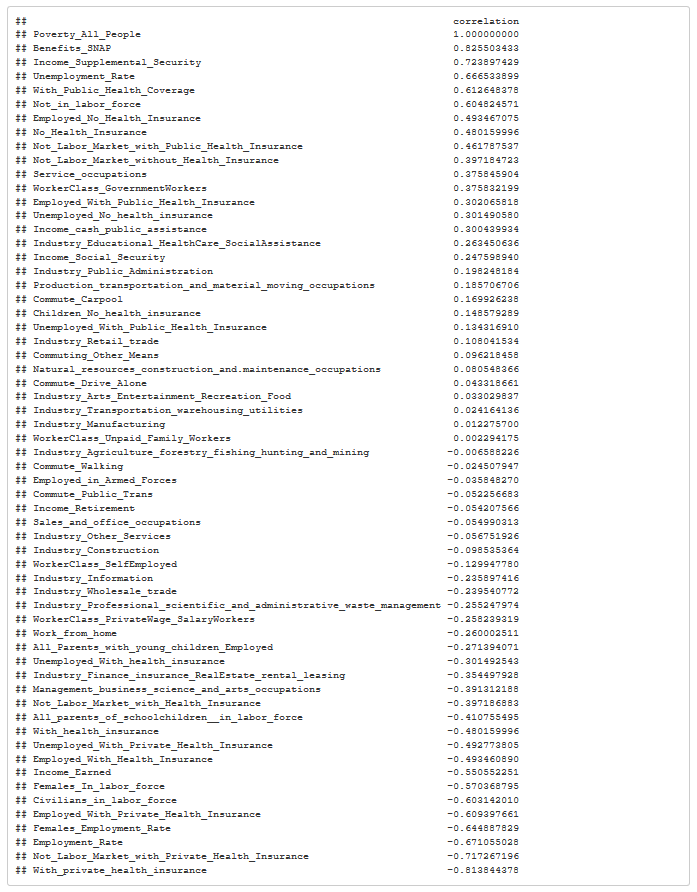 ## correlation
## Poverty_All_People 1.000000000
## Benefits_SNAP 0.825503433
## Income_Supplemental_Security 0.723897429
## Unemployment_Rate 0.666533899
## With_Public_Health_Coverage 0.612648378
## Not_in_labor_force 0.604824571
## Employed_No_Health_Insurance 0.493467075
## No_Health_Insurance 0.480159996
## Not_Labor_Market_with_Public_Health_Insurance 0.461787537
## Not_Labor_Market_without_Health_Insurance 0.397184723
## Service_occupations 0.375845904
## WorkerClass_GovernmentWorkers 0.375832199
## Employed_With_Public_Health_Insurance 0.302065818
## Unemployed_No_health_insurance 0.301490580
## Income_cash_public_assistance 0.300439934
## Industry_Educational_HealthCare_SocialAssistance 0.263450636
## Income_Social_Security 0.247598940
## Industry_Public_Administration 0.198248184
## Production_transportation_and_material_moving_occupations 0.185706706
## Commute_Carpool 0.169926238
## Children_No_health_insurance 0.148579289
## Unemployed_With_Public_Health_Insurance 0.134316910
## Industry_Retail_trade 0.108041534
## Commuting_Other_Means 0.096218458
## Natural_resources_construction_and.maintenance_occupations 0.080548366
## Commute_Drive_Alone 0.043318661
## Industry_Arts_Entertainment_Recreation_Food 0.033029837
## Industry_Transportation_warehousing_utilities 0.024164136
## Industry_Manufacturing 0.012275700
## WorkerClass_Unpaid_Family_Workers 0.002294175
## Industry_Agriculture_forestry_fishing_hunting_and_mining -0.006588226
## Commute_Walking -0.024507947
## Employed_in_Armed_Forces -0.035848270
## Commute_Public_Trans -0.052256683
## Income_Retirement -0.054207566
## Sales_and_office_occupations -0.054990313
## Industry_Other_Services -0.056751926
## Industry_Construction -0.098535364
## WorkerClass_SelfEmployed -0.129947780
## Industry_Information -0.235897416
## Industry_Wholesale_trade -0.239540772
## Industry_Professional_scientific_and_administrative_waste_management -0.255247974
## WorkerClass_PrivateWage_SalaryWorkers -0.258239319
## Work_from_home -0.260002511
## All_Parents_with_young_children_Employed -0.271394071
## Unemployed_With_health_insurance -0.301492543
## Industry_Finance_insurance_RealEstate_rental_leasing -0.354497928
## Management_business_science_and_arts_occupations -0.391312188
## Not_Labor_Market_with_Health_Insurance -0.397186883
## All_parents_of_schoolchildren__in_labor_force -0.410755495
## With_health_insurance -0.480159996
## Unemployed_With_Private_Health_Insurance -0.492773805
## Employed_With_Health_Insurance -0.493460890
## Income_Earned -0.550552251
## Females_In_labor_force -0.570368795
## Civilians_in_labor_force -0.603142010
## Employed_With_Private_Health_Insurance -0.609397661
## Females_Employment_Rate -0.644887829
## Employment_Rate -0.671055028
## Not_Labor_Market_with_Private_Health_Insurance -0.717267196
## With_private_health_insurance -0.813844378